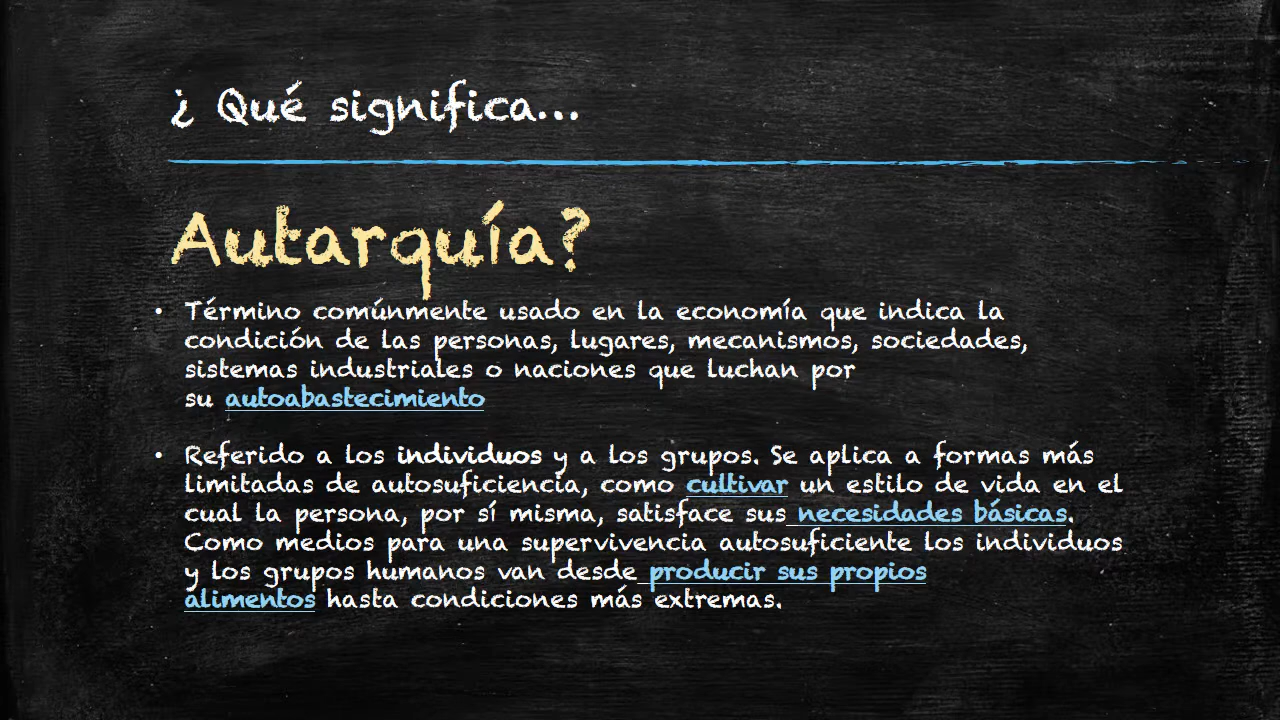 ¿ Qué significa...
Autarquía?
• Término comúnmente usado en la economía que indica la
condición de las personas, lugares, mecanismos, sociedades,
sistemas industriales o naciones que luchan por
su autoabastecimiento
• Referido a los individuos y a los grupos. Se aplica a formas más
limitadas de autosuficiencia, como cultivar un estilo de vida en el
cual la persona, por sí misma, satisface sus necesidades básicas.
Como medios para una supervivencia autosuficiente los individuos
y los grupos humanos van desde producir sus propios
alimentos hasta condiciones más extremas.